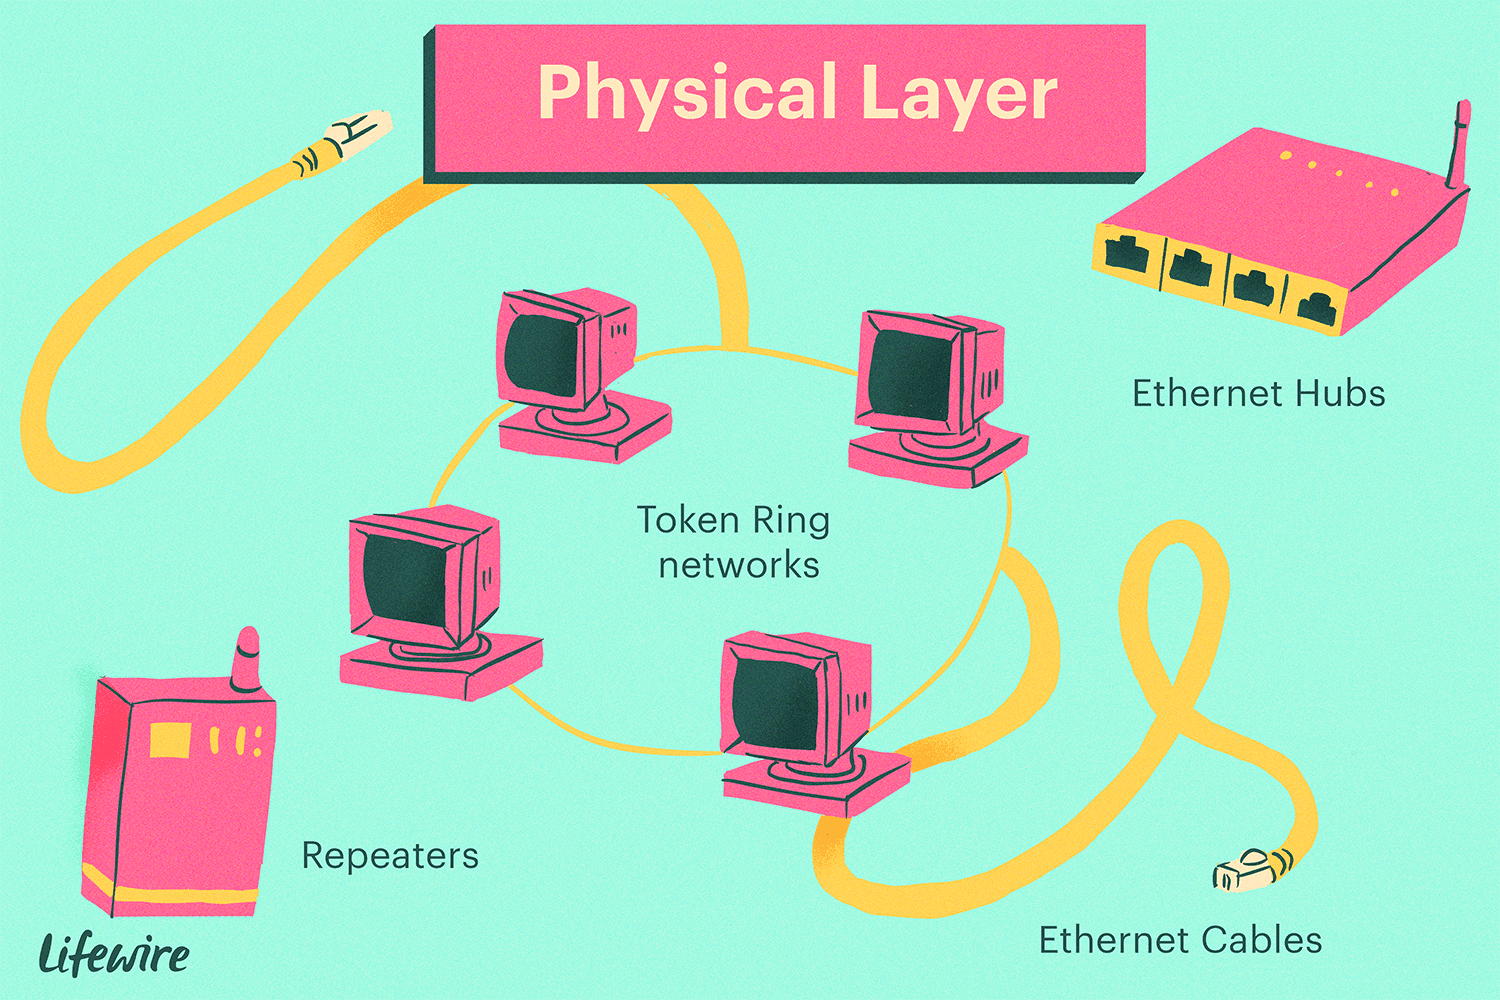 Physical Layer
Ethernet Hubs
Token Ring
networks
Repeaters
Ethernet Cables
Lifewire